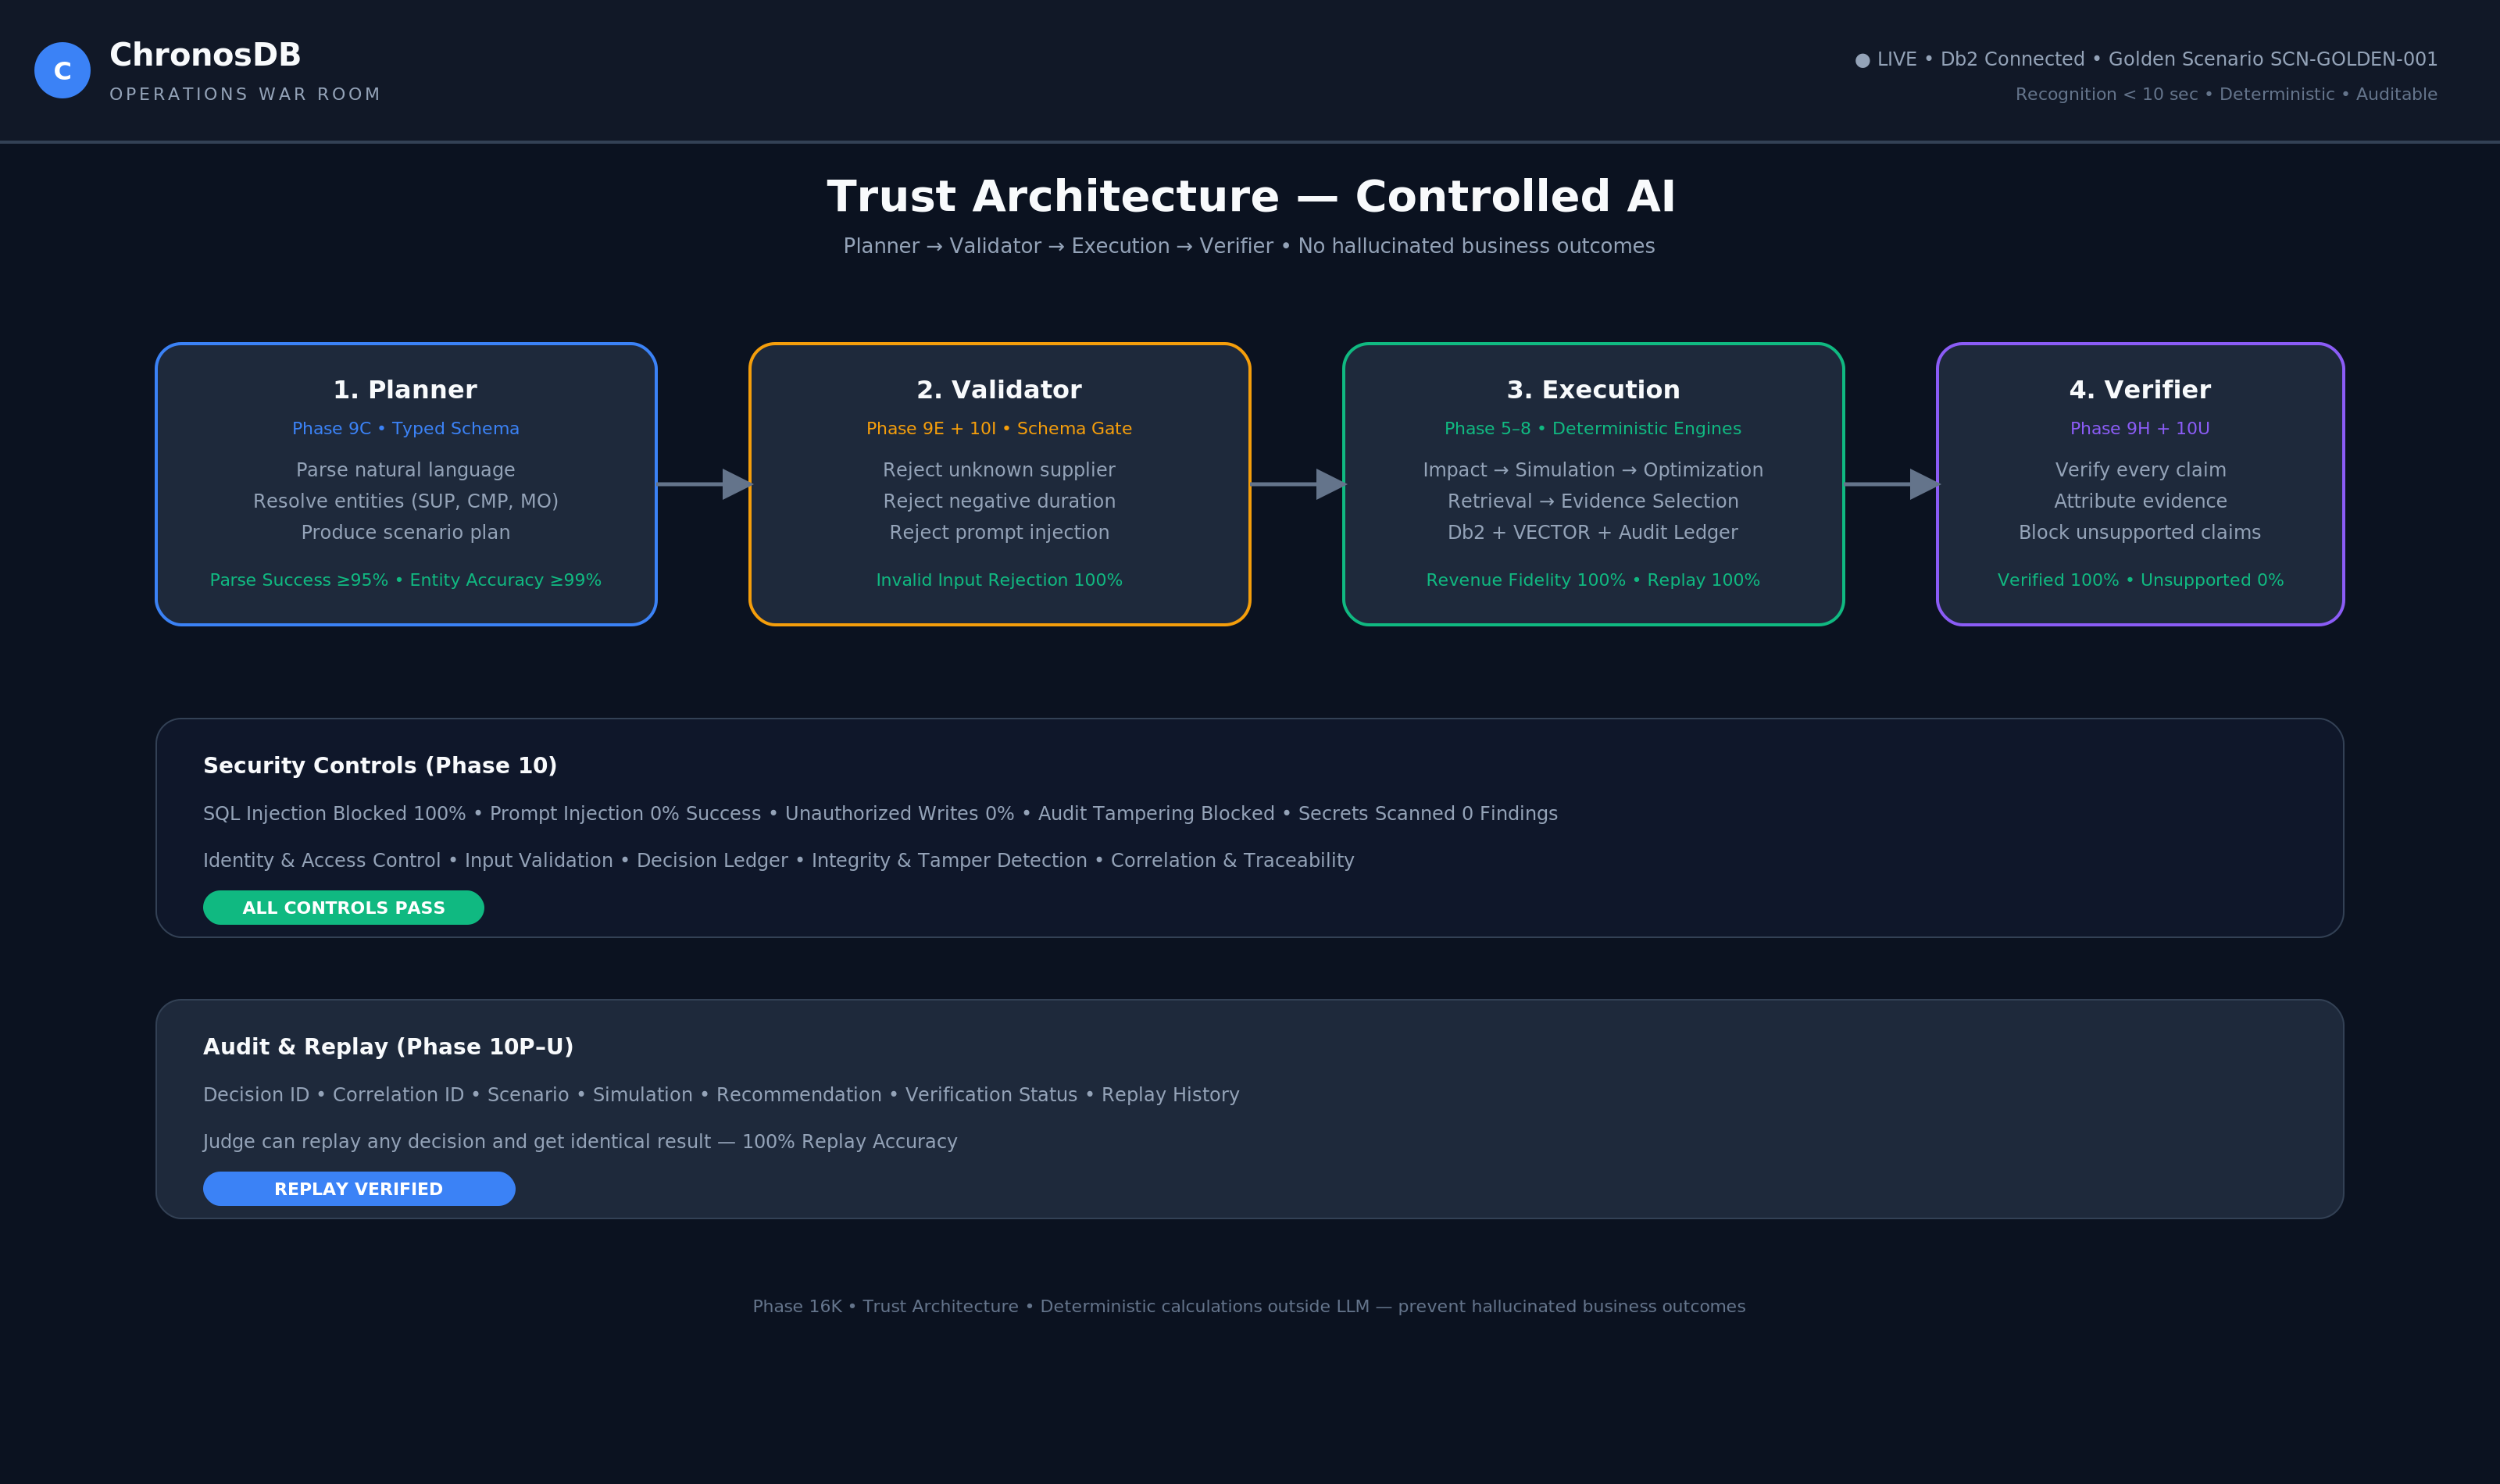 C
ChronosDB
OPERATIONS WAR ROOM
● LIVE • Db2 Connected • Golden Scenario SCN-GOLDEN-001
Recognition < 10 sec • Deterministic • Auditable
Trust Architecture — Controlled AI
Planner → Validator → Execution → Verifier • No hallucinated business outcomes
1. Planner
Phase 9C • Typed Schema
Parse natural language
Resolve entities (SUP, CMP, MO)
Produce scenario plan
Parse Success ≥95% • Entity Accuracy ≥99%
2. Validator
Phase 9E + 10I • Schema Gate
Reject unknown supplier
Reject negative duration
Reject prompt injection
Invalid Input Rejection 100%
3. Execution
Phase 5–8 • Deterministic Engines
Impact → Simulation → Optimization
Retrieval → Evidence Selection
Db2 + VECTOR + Audit Ledger
Revenue Fidelity 100% • Replay 100%
4. Verifier
Phase 9H + 10U
Verify every claim
Attribute evidence
Block unsupported claims
Verified 100% • Unsupported 0%
Security Controls (Phase 10)
SQL Injection Blocked 100% • Prompt Injection 0% Success • Unauthorized Writes 0% • Audit Tampering Blocked • Secrets Scanned 0 Findings
Identity & Access Control • Input Validation • Decision Ledger • Integrity & Tamper Detection • Correlation & Traceability
ALL CONTROLS PASS
Audit & Replay (Phase 10P–U)
Decision ID • Correlation ID • Scenario • Simulation • Recommendation • Verification Status • Replay History
Judge can replay any decision and get identical result — 100% Replay Accuracy
REPLAY VERIFIED
Phase 16K • Trust Architecture • Deterministic calculations outside LLM — prevent hallucinated business outcomes